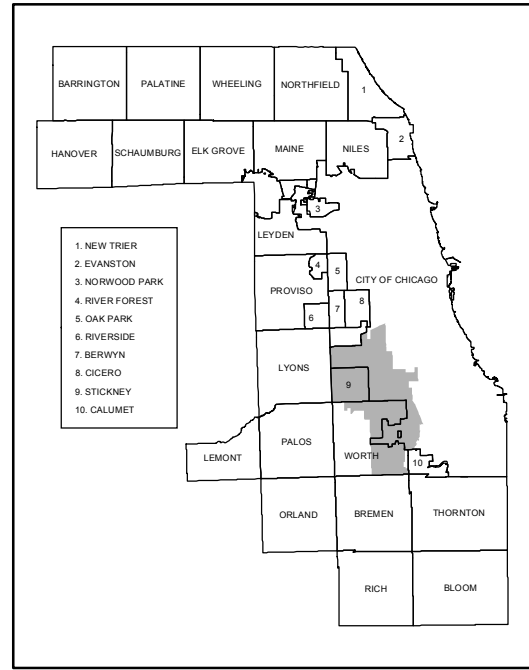 BARRINGTON PALATINE WHEELING NORTHFIELD 1
2
HANOVER SCHAUMBURG ELK GROVE MAINE NILES
3
LEYDEN
1. NEW TRIER
2. EVANSTON
3. NORWOOD PARK
4. RIVER FOREST
5. OAK PARK
6. RIVERSIDE
7. BERWYN
8. CICERO
9. STICKNEY
10. CALUMET
4
5
CITY OF CHICAGO
PROVISO
6
7
8
LYONS
9
PALOS
LEMONT
WORTH
10
ORLAND BREMEN THORNTON
RICH BLOOM